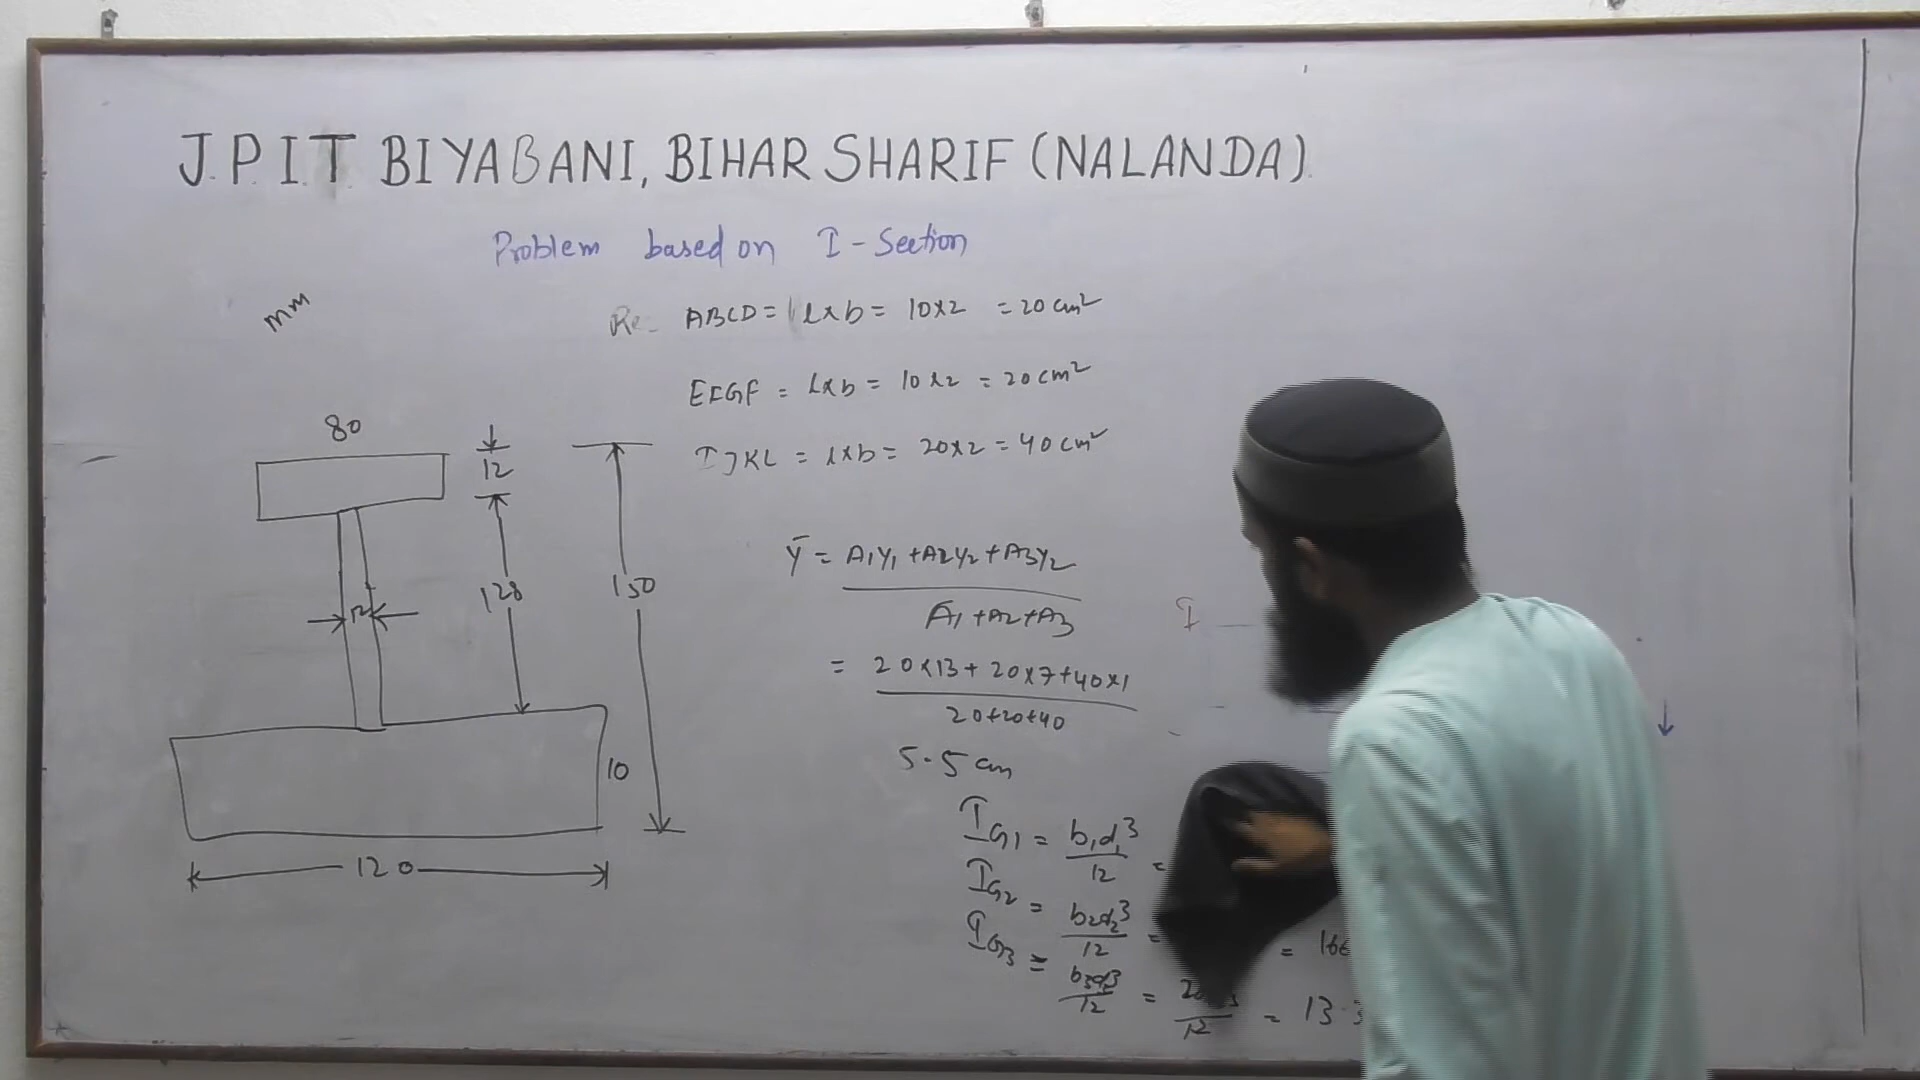 J.P.I.T BIYABANI, BIHAR SHARIF (NALANDA).
Problem based on I-Section
mm
Re ABCD = l×b = 10×2 = 20 cm²
EFGF = l×b = 10×2 = 20 cm²
IJKL = l×b = 20×2 = 40 cm²
80
12
128
150
12
10
120
Ȳ = A₁Y₁ + A₂Y₂ + A₃Y₂
A₁ + A₂ + A₃
= 20×13 + 20×7 + 40×1
20+20+40
5.5 cm
I
IG₁ = b₁d₁³ =
12
IG₂ = b₂d₂³ = = 166
12
IG₃ = b₃d₃³ = = 13.3
12 12